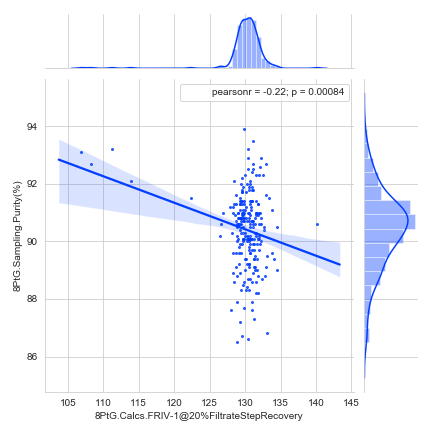 pearsonr = -0.22; p = 0.00084
94
92
90
88
86
8PtG.Sampling.Purity(%)
105 110 115 120 125 130 135 140 145
8PtG.Calcs.FRIV-1@20%FiltrateStepRecovery